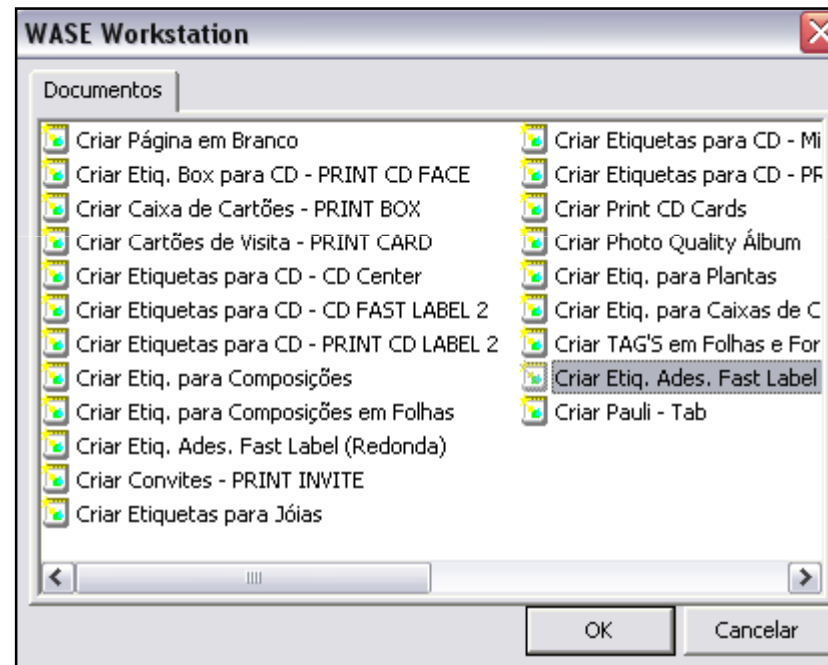 WASE Workstation
Documentos
Criar Página em Branco
Criar Etiq. Box para CD - PRINT CD FACE
Criar Caixa de Cartões - PRINT BOX
Criar Cartões de Visita - PRINT CARD
Criar Etiquetas para CD - CD Center
Criar Etiquetas para CD - CD FAST LABEL 2
Criar Etiquetas para CD - PRINT CD LABEL 2
Criar Etiq. para Composições
Criar Etiq. para Composições em Folhas
Criar Etiq. Ades. Fast Label (Redonda)
Criar Convites - PRINT INVITE
Criar Etiquetas para Jóias
Criar Etiquetas para CD - Mi
Criar Etiquetas para CD - PR
Criar Print CD Cards
Criar Photo Quality Álbum
Criar Etiq. para Plantas
Criar Etiq. para Caixas de C
Criar TAG'S em Folhas e For
Criar Etiq. Ades. Fast Label
Criar Pauli - Tab
OK
Cancelar